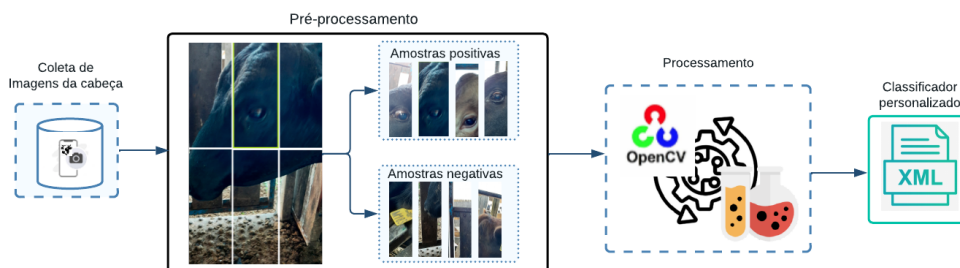 Pré-processamento
Coleta de
Imagens da cabeça
Amostras positivas
Amostras negativas
Processamento
OpenCV
Classificador
personalizado
XML